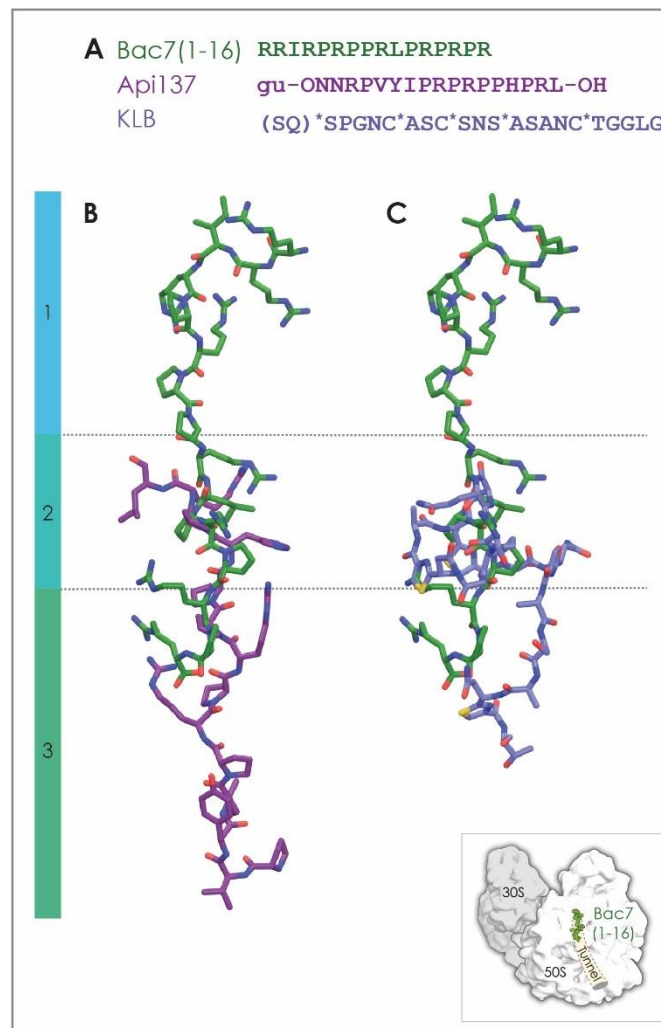 A Bac7(1-16) RRIRPRPPRLPRPRPR
Api137 gu-ONNRPVYIPRPRPPHPRL-OH
KLB (SQ)*SPGNC*ASC*SNS*ASANC*TGGLG
B C
1
2
3
30S
Bac7
(1-16)
50S
Tunnel